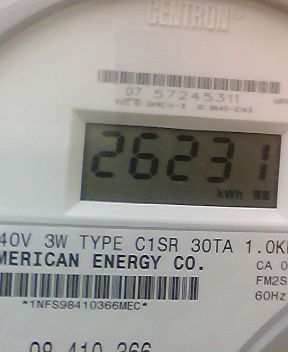 CENTRON
07 57245311
26231
kWh
40V 3W TYPE C1SR 30TA 1.0K
MERICAN ENERGY CO.
CA 0
FM2S
60Hz
*1NFS98410366MEC*
98 410 366